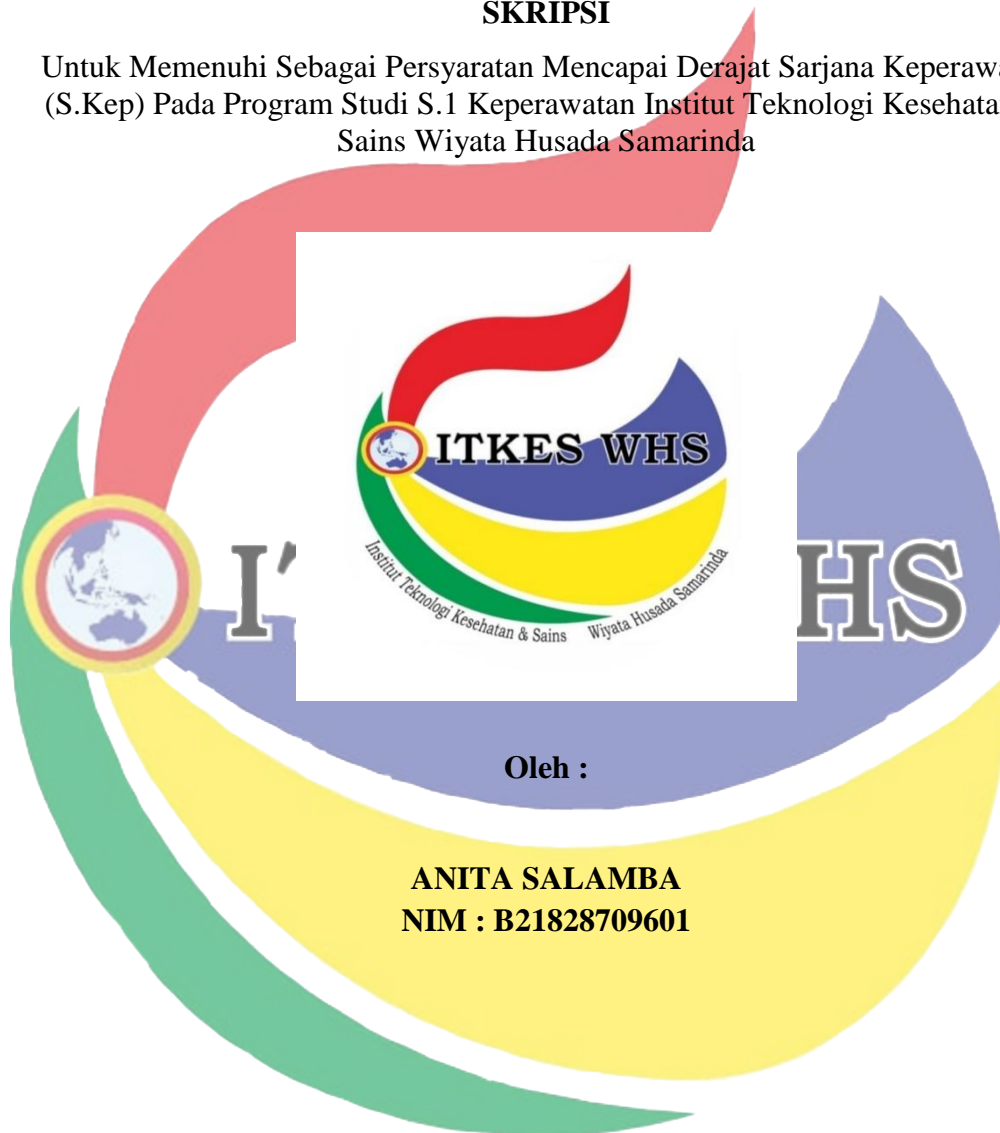 SKRIPSI
Untuk Memenuhi Sebagai Persyaratan Mencapai Derajat Sarjana
(S.Kep) Pada Program Studi S.1 Keperawatan Institut Teknologi
Sains Wiyata Husada Samarinda
ITKES WHS
Institut Teknologi Kesehatan & Sains Wiyata Husada Samarinda
HS
Oleh :
ANITA SALAMBA
NIM : B21828709601